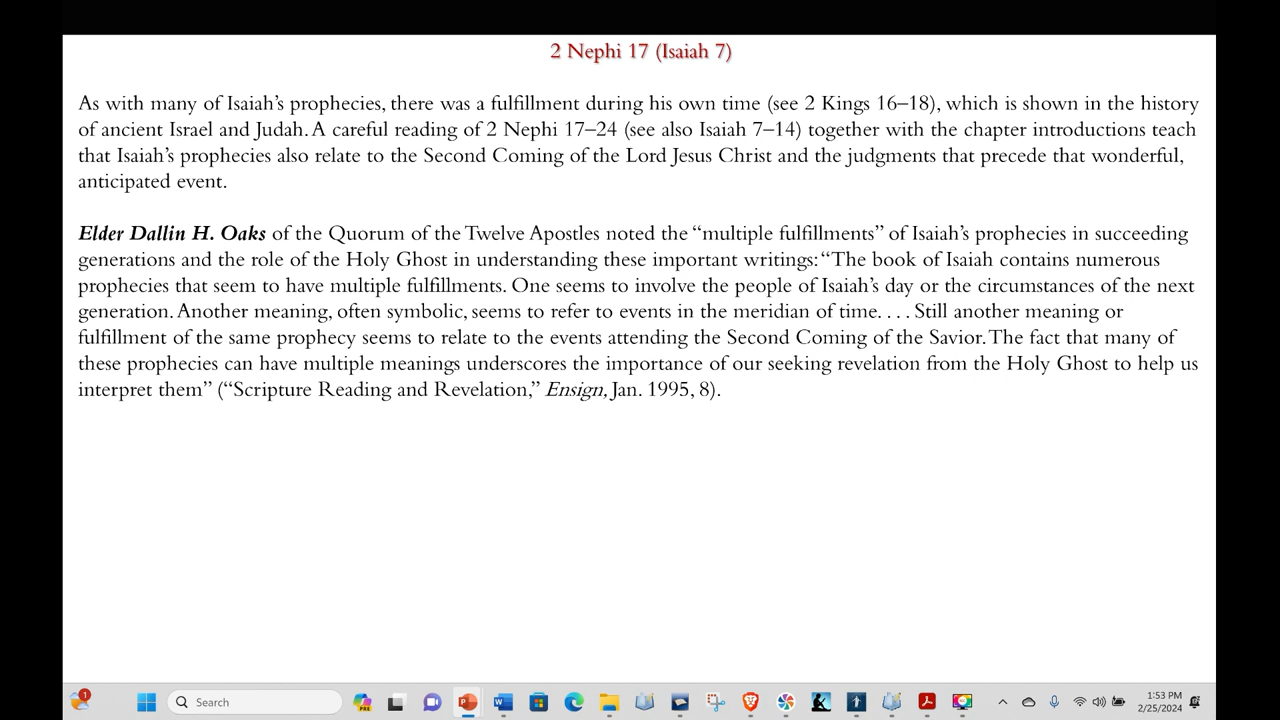 2 Nephi 17 (Isaiah 7)
As with many of Isaiah’s prophecies, there was a fulfillment during his own time (see 2 Kings 16–18), which is shown in the history
of ancient Israel and Judah. A careful reading of 2 Nephi 17–24 (see also Isaiah 7–14) together with the chapter introductions teach
that Isaiah’s prophecies also relate to the Second Coming of the Lord Jesus Christ and the judgments that precede that wonderful,
anticipated event.
Elder Dallin H. Oaks of the Quorum of the Twelve Apostles noted the “multiple fulfillments” of Isaiah’s prophecies in succeeding
generations and the role of the Holy Ghost in understanding these important writings: “The book of Isaiah contains numerous
prophecies that seem to have multiple fulfillments. One seems to involve the people of Isaiah’s day or the circumstances of the next
generation. Another meaning, often symbolic, seems to refer to events in the meridian of time. . . . Still another meaning or
fulfillment of the same prophecy seems to relate to the events attending the Second Coming of the Savior. The fact that many of
these prophecies can have multiple meanings underscores the importance of our seeking revelation from the Holy Ghost to help us
interpret them” (“Scripture Reading and Revelation,” Ensign, Jan. 1995, 8).
1
Search
PRE
1:53 PM
2/25/2024